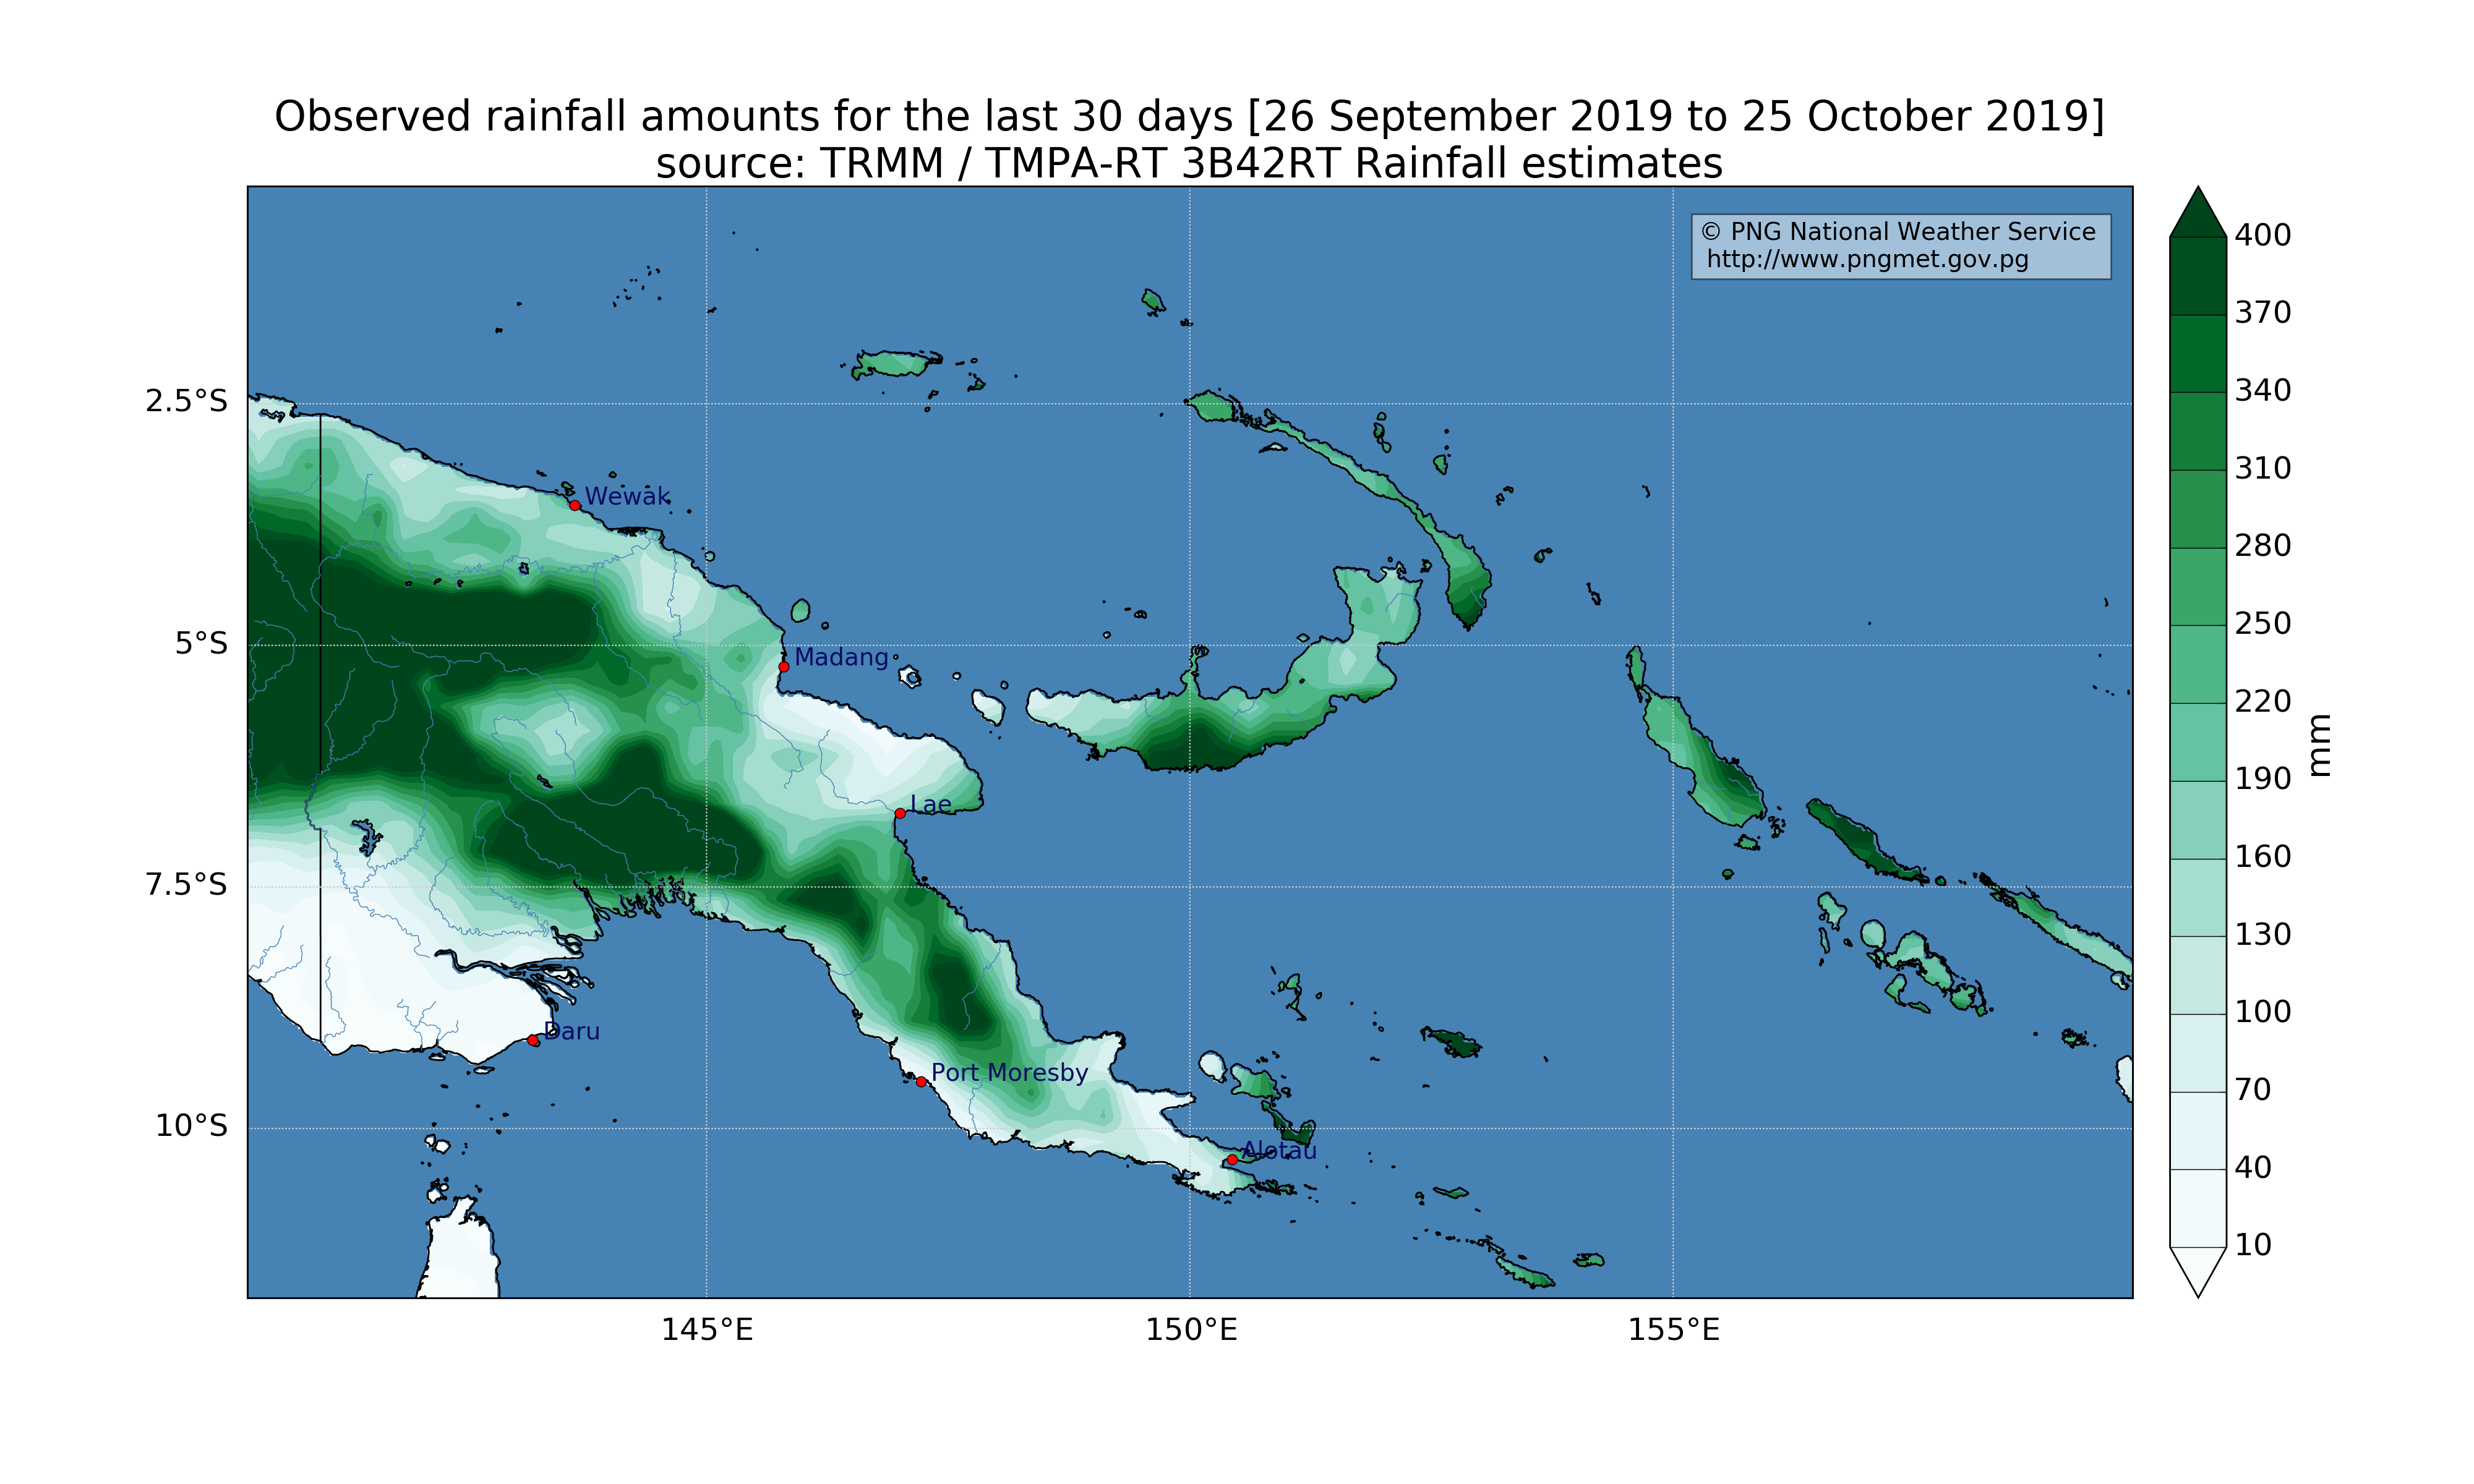 Observed rainfall amounts for the last 30 days [26 September 2019 to 25 October 2019]
source: TRMM / TMPA-RT 3B42RT Rainfall estimates
© PNG National Weather Service
http://www.pngmet.gov.pg
2.5°S
5°S
7.5°S
10°S
Wewak
Madang
Lae
Daru
Port Moresby
Alotau
145°E
150°E
155°E
400
370
340
310
280
250
220
190
160
130
100
70
40
10
mm